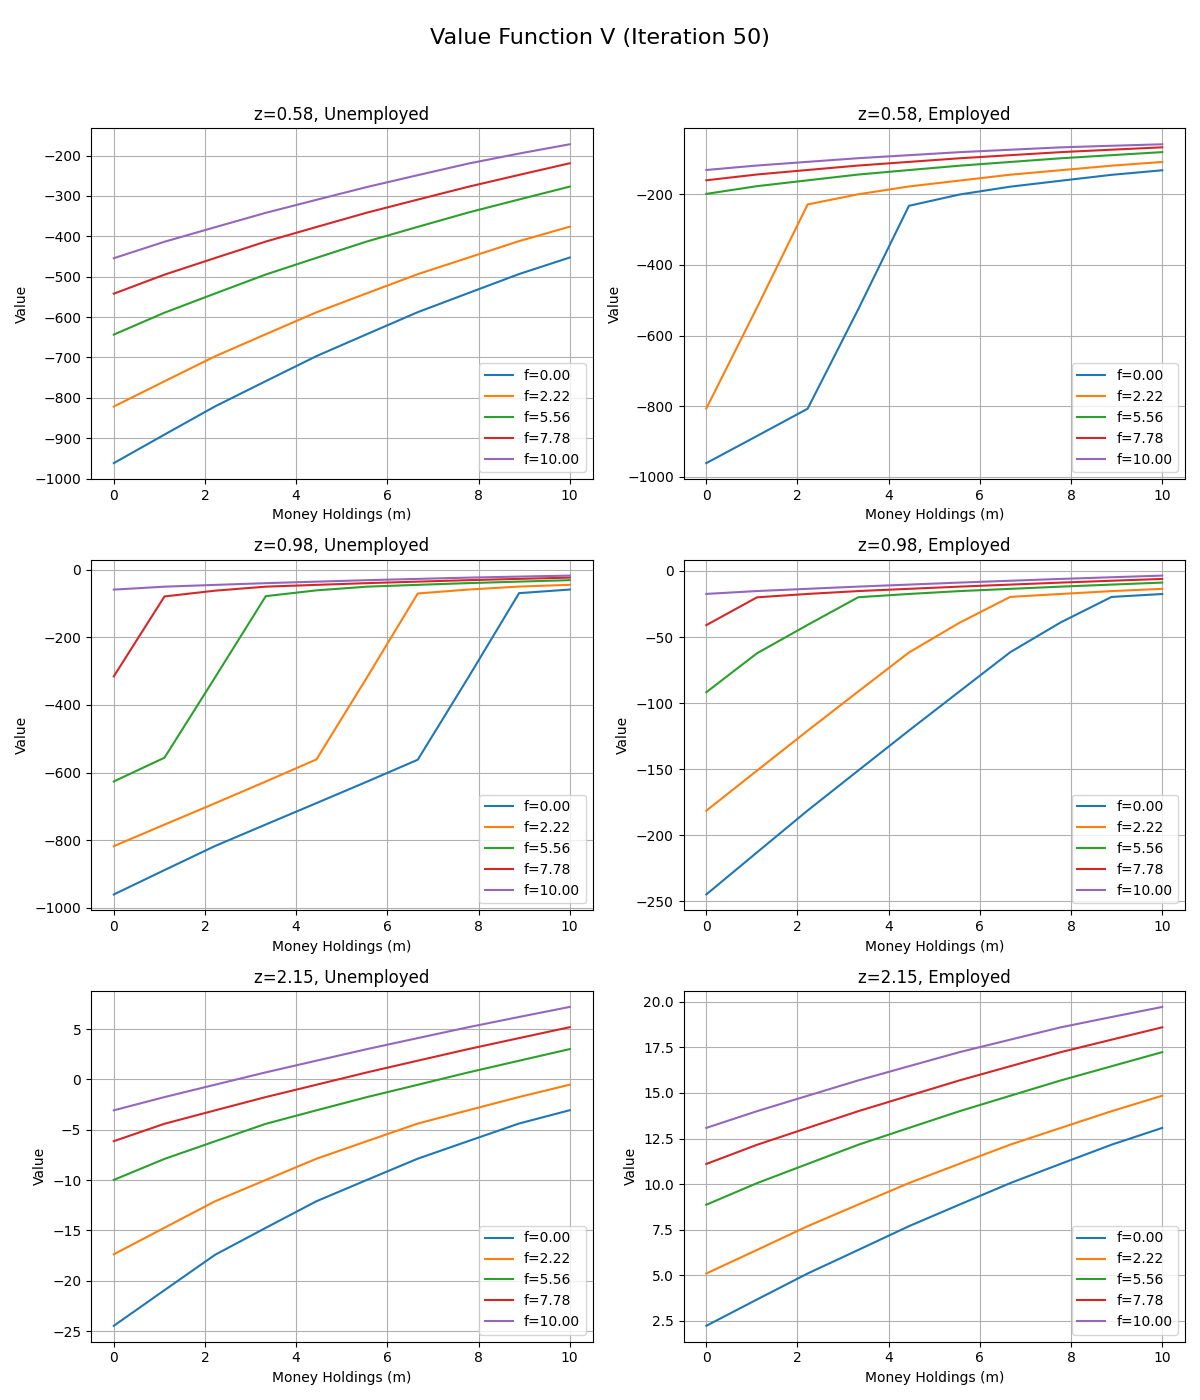 Value Function V (Iteration 50)
z=0.58, Unemployed
−200
−300
−400
−500
−600
−700
−800
−900
−1000
Value
0 2 4 6 8 10
Money Holdings (m)
f=0.00
f=2.22
f=5.56
f=7.78
f=10.00
z=0.58, Employed
−200
−400
−600
−800
−1000
Value
0 2 4 6 8 10
Money Holdings (m)
f=0.00
f=2.22
f=5.56
f=7.78
f=10.00
z=0.98, Unemployed
0
−200
−400
−600
−800
−1000
Value
0 2 4 6 8 10
Money Holdings (m)
f=0.00
f=2.22
f=5.56
f=7.78
f=10.00
z=0.98, Employed
0
−50
−100
−150
−200
−250
Value
0 2 4 6 8 10
Money Holdings (m)
f=0.00
f=2.22
f=5.56
f=7.78
f=10.00
z=2.15, Unemployed
5
0
−5
−10
−15
−20
−25
Value
0 2 4 6 8 10
Money Holdings (m)
f=0.00
f=2.22
f=5.56
f=7.78
f=10.00
z=2.15, Employed
20.0
17.5
15.0
12.5
10.0
7.5
5.0
2.5
Value
0 2 4 6 8 10
Money Holdings (m)
f=0.00
f=2.22
f=5.56
f=7.78
f=10.00